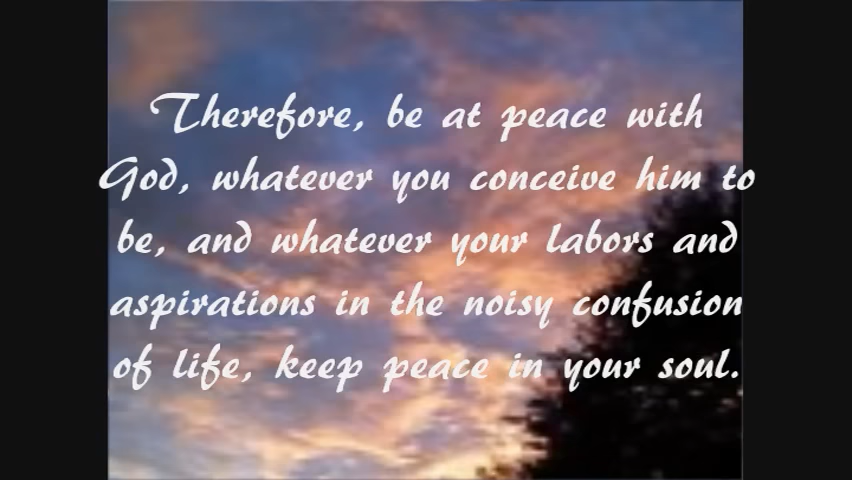 Therefore, be at peace with
God, whatever you conceive him to
be, and whatever your labors and
aspirations in the noisy confusion
of life, keep peace in your soul.